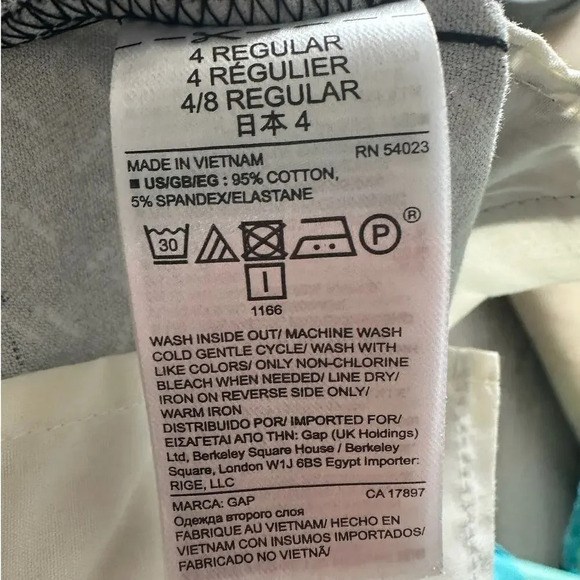 4 REGULAR
4 RÉGULIER
4/8 REGULAR
日本 4
MADE IN VIETNAM RN 54023
■ US/GB/EG : 95% COTTON,
5% SPANDEX/ELASTANE
30 P ®
I
1166
WASH INSIDE OUT/ MACHINE WASH
COLD GENTLE CYCLE/ WASH WITH
LIKE COLORS/ ONLY NON-CHLORINE
BLEACH WHEN NEEDED/ LINE DRY/
IRON ON REVERSE SIDE ONLY/
WARM IRON
DISTRIBUIDO POR/ IMPORTED FOR/
ΕΙΣΑΓΕΤΑΙ ΑΠΟ ΤΗΝ: Gap (UK Holdings)
Ltd, Berkeley Square House / Berkeley
Square, London W1J 6BS Egypt Importer:
RIGE, LLC
MARCA: GAP CA 17897
Одежда второго слоя
FABRIQUE AU VIETNAM/ HECHO EN
VIETNAM CON INSUMOS IMPORTADOS/
FABRICADO NO VIETNÃ/